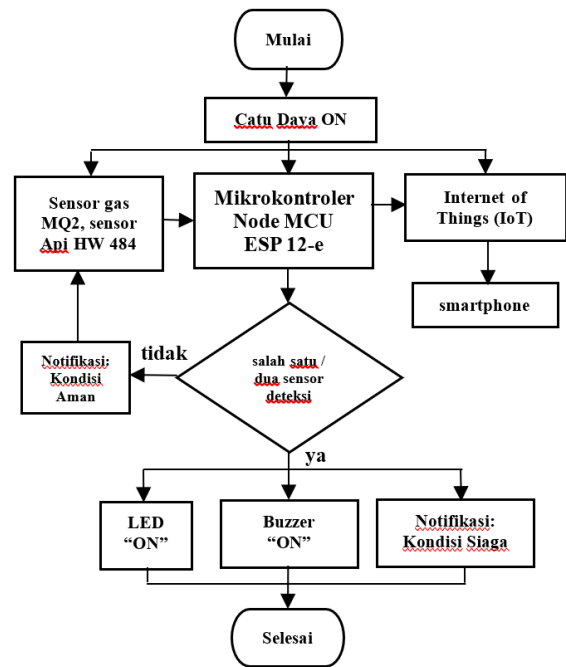 Mulai
Catu Daya ON
Sensor gas
MQ2, sensor
Api HW 484
Mikrokontroler
Node MCU
ESP 12-e
Internet of
Things (IoT)
smartphone
Notifikasi:
Kondisi
Aman
tidak
salah satu /
dua sensor
deteksi
ya
LED
“ON”
Buzzer
“ON”
Notifikasi:
Kondisi Siaga
Selesai